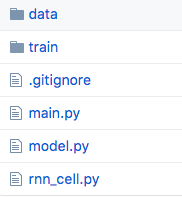 data
train
.gitignore
main.py
model.py
rnn_cell.py